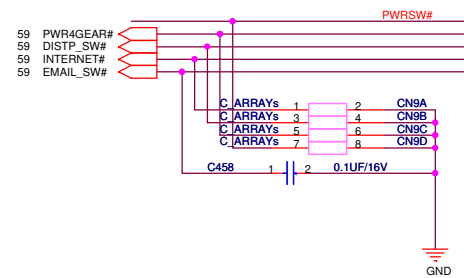 PWRSW#
59 PWR4GEAR#
59 DISTP_SW#
59 INTERNET#
59 EMAIL_SW#
C_ARRAYs 1 2 CN9A
C_ARRAYs 3 4 CN9B
C_ARRAYs 5 6 CN9C
C_ARRAYs 7 8 CN9D
C458 1 2 0.1UF/16V
GND